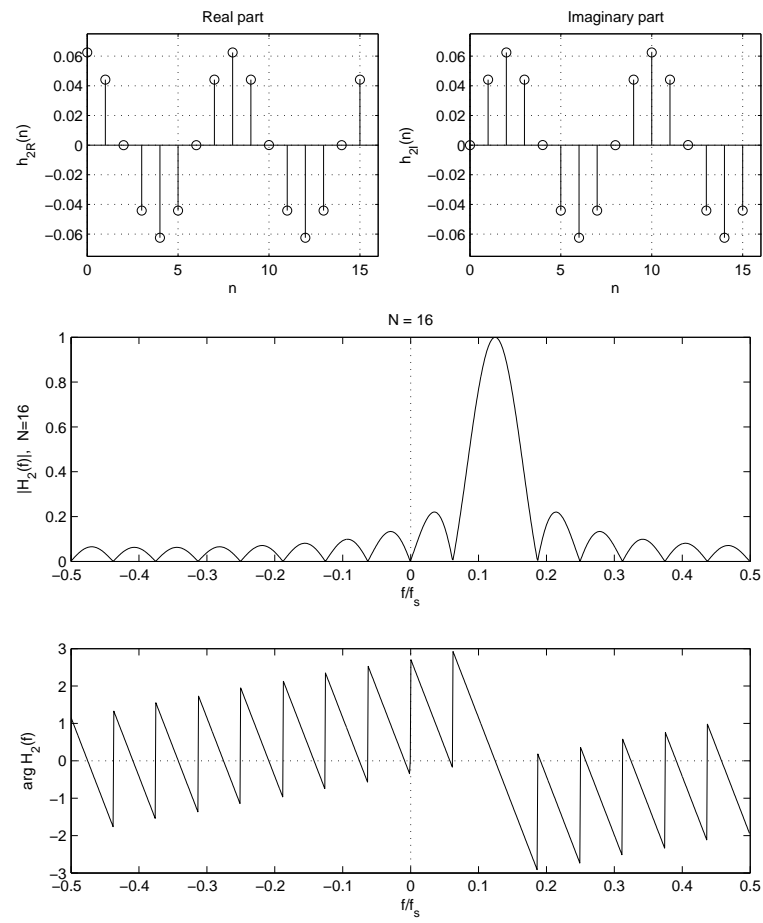 Real part
0.06
0.04
0.02
0
−0.02
−0.04
−0.06
h2R(n)
0 5 10 15
n
Imaginary part
0.06
0.04
0.02
0
−0.02
−0.04
−0.06
h2I(n)
0 5 10 15
n
N = 16
1
0.8
0.6
0.4
0.2
0
|H2(f)|, N=16
−0.5 −0.4 −0.3 −0.2 −0.1 0 0.1 0.2 0.3 0.4 0.5
f/fs
3
2
1
0
−1
−2
−3
arg H2(f)
−0.5 −0.4 −0.3 −0.2 −0.1 0 0.1 0.2 0.3 0.4 0.5
f/fs